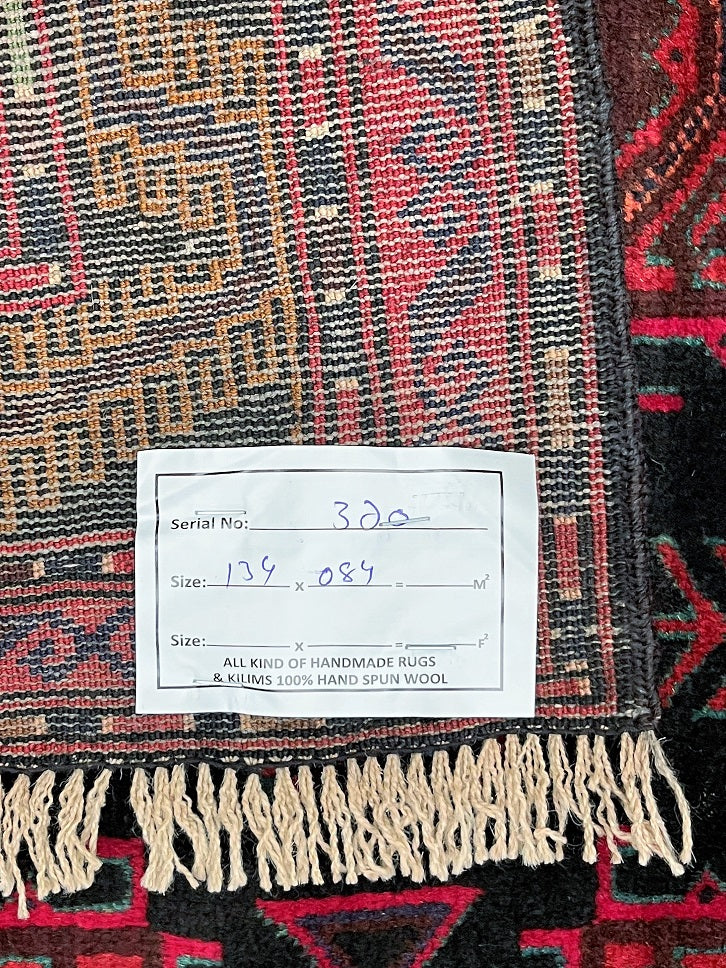 Serial No: 320
Size: 134 x 084 = M²
Size: x = F²
ALL KIND OF HANDMADE RUGS
& KILIMS 100% HAND SPUN WOOL